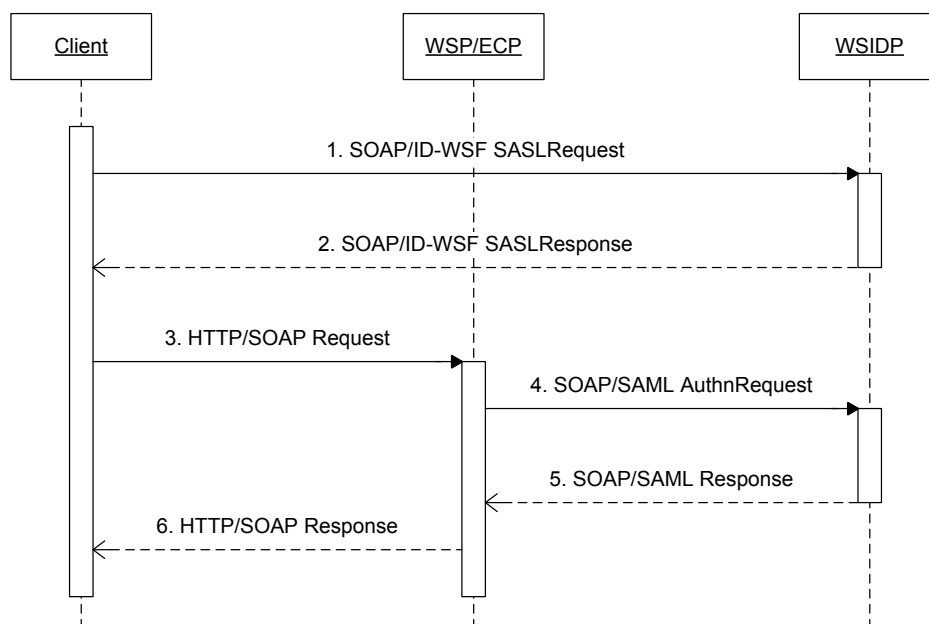 Client
WSP/ECP
WSIDP
1. SOAP/ID-WSF SASLRequest
2. SOAP/ID-WSF SASLResponse
3. HTTP/SOAP Request
4. SOAP/SAML AuthnRequest
5. SOAP/SAML Response
6. HTTP/SOAP Response